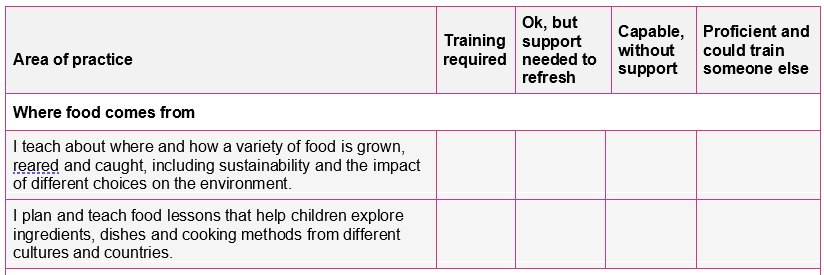 Area of practice
Training
required
Ok, but
support
needed to
refresh
Capable,
without
support
Proficient and
could train
someone else
Where food comes from
I teach about where and how a variety of food is grown,
reared and caught, including sustainability and the impact
of different choices on the environment.
I plan and teach food lessons that help children explore
ingredients, dishes and cooking methods from different
cultures and countries.